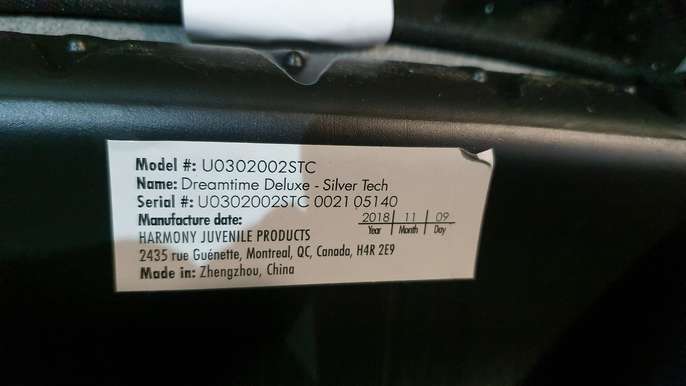 Model #: U0302002STC
Name: Dreamtime Deluxe - Silver Tech
Serial #: U0302002STC 0021 05140
Manufacture date: 2018 11 09
Year Month Day
HARMONY JUVENILE PRODUCTS
2435 rue Guénette, Montreal, QC, Canada, H4R 2E9
Made in: Zhengzhou, China